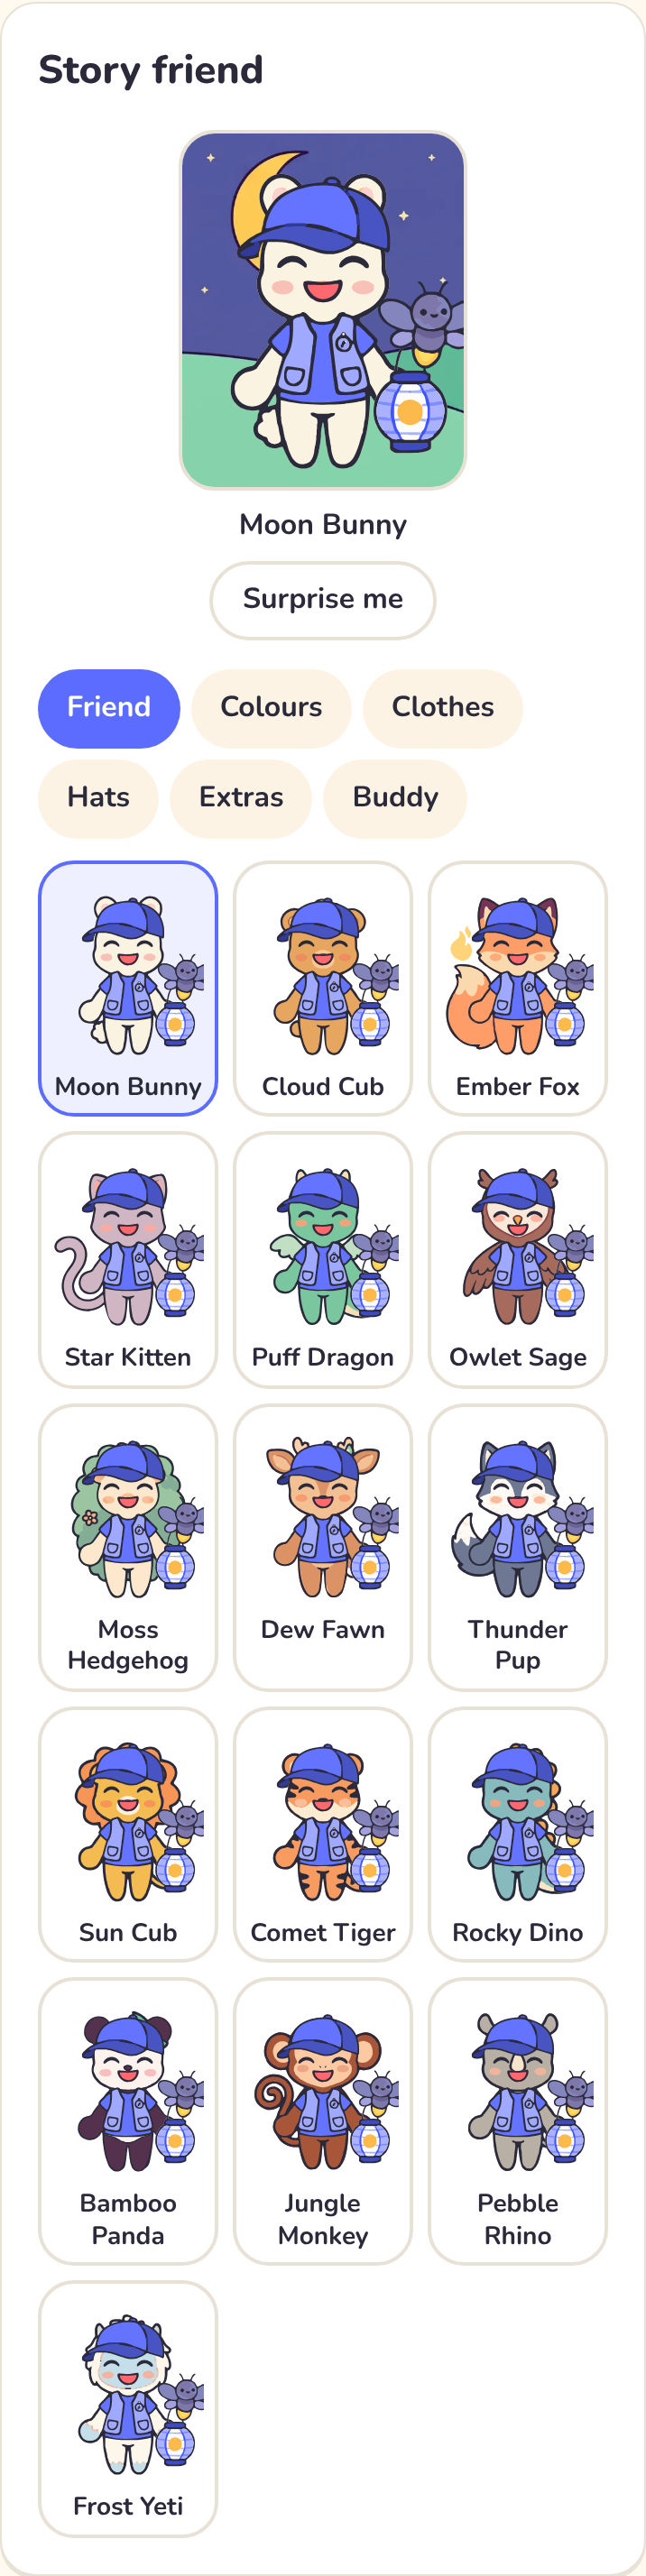 Story friend
Moon Bunny
Surprise me
Friend
Colours
Clothes
Hats
Extras
Buddy
Moon Bunny
Cloud Cub
Ember Fox
Star Kitten
Puff Dragon
Owlet Sage
Moss
Hedgehog
Dew Fawn
Thunder
Pup
Sun Cub
Comet Tiger
Rocky Dino
Bamboo
Panda
Jungle
Monkey
Pebble
Rhino
Frost Yeti